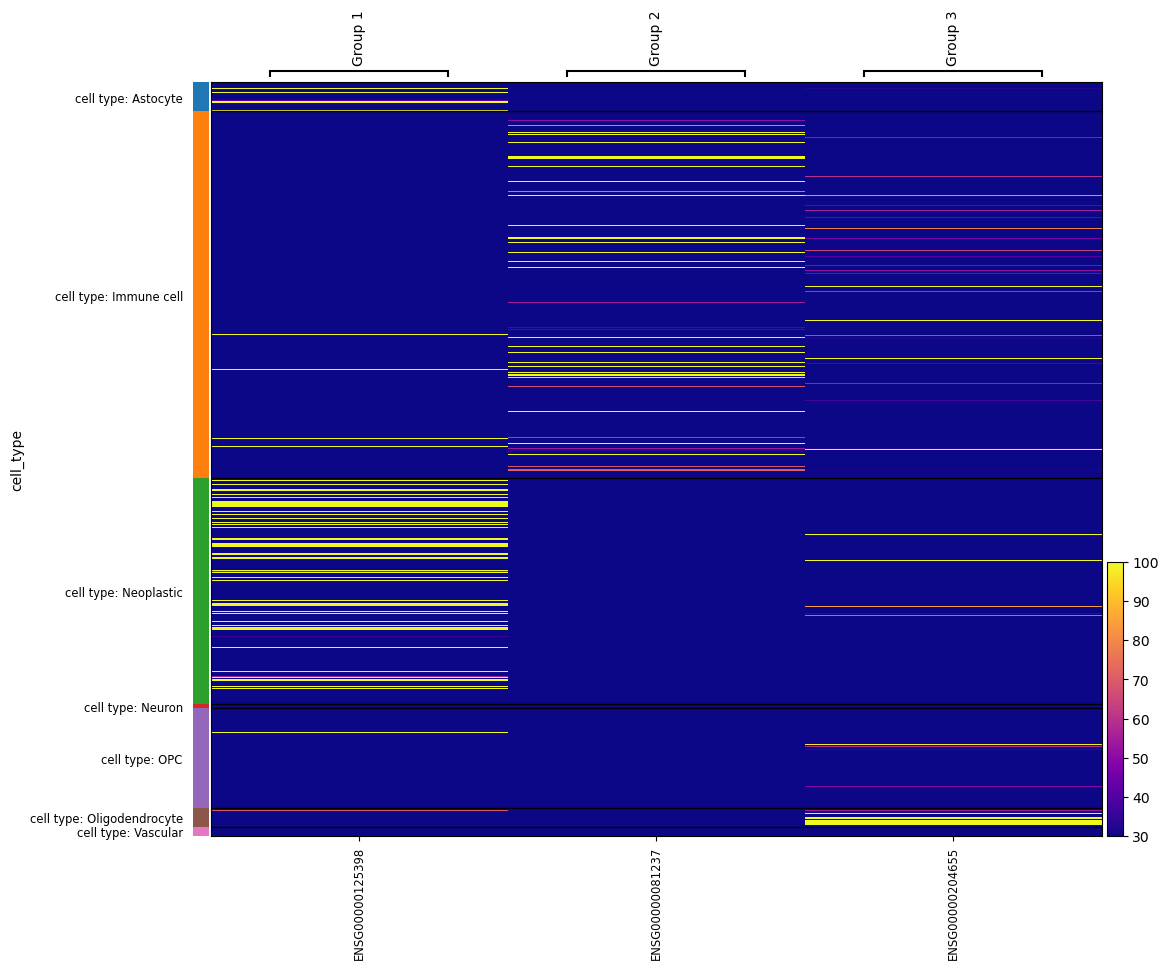 Group 1
Group 2
Group 3
cell type: Astocyte
cell type: Immune cell
cell_type
cell type: Neoplastic
cell type: Neuron
cell type: OPC
cell type: Oligodendrocyte
cell type: Vascular
100
90
80
70
60
50
40
30
ENSG00000125398
ENSG00000081237
ENSG00000204655